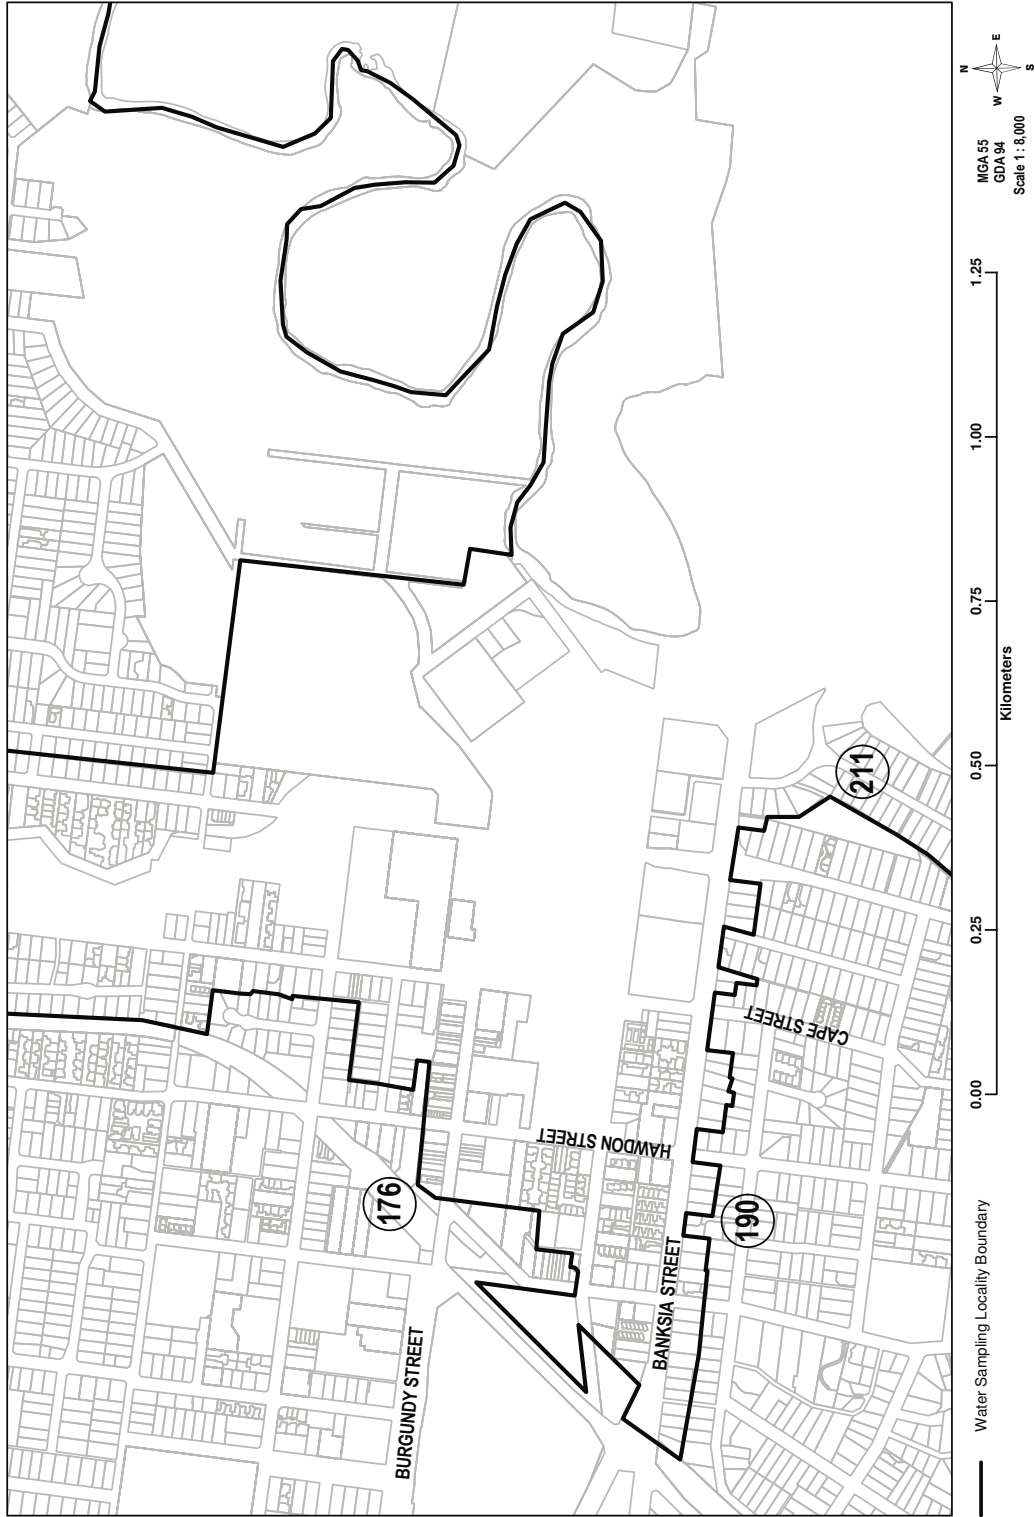 BURGUNDY STREET
176
HAWDON STREET
BANKSIA STREET
190
CAPE STREET
211
Water Sampling Locality Boundary
0.00
0.25
0.50
0.75
1.00
1.25
Kilometers
MGA 55
GDA 94
Scale 1 : 8,000
N
W
E
S